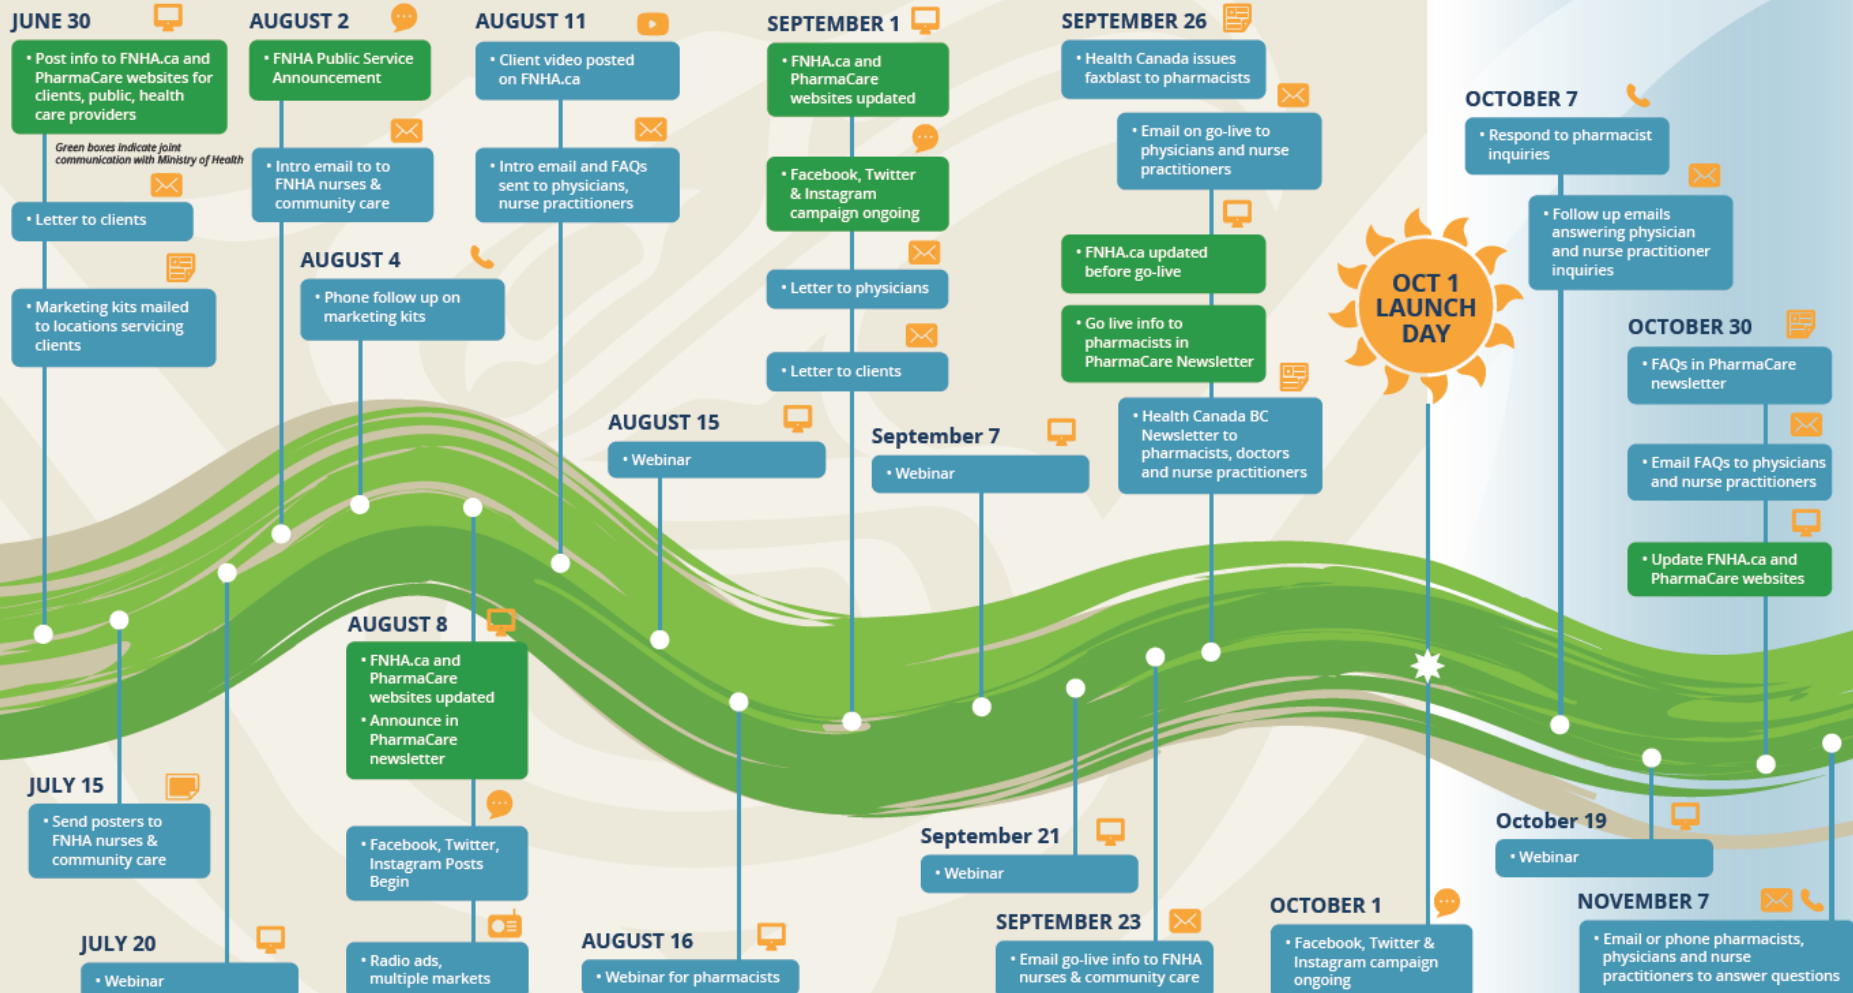 JUNE 30
• Post info to FNHA.ca and
PharmaCare websites for
clients, public, health
care providers
Green boxes indicate joint
communication with Ministry of Health
• Letter to clients
• Marketing kits mailed
to locations servicing
clients
JULY 15
• Send posters to
FNHA nurses &
community care
JULY 20
• Webinar
AUGUST 2
• FNHA Public Service
Announcement
• Intro email to to
FNHA nurses &
community care
AUGUST 4
• Phone follow up on
marketing kits
AUGUST 8
• FNHA.ca and
PharmaCare
websites updated
• Announce in
PharmaCare
newsletter
• Facebook, Twitter,
Instagram Posts
Begin
• Radio ads,
multiple markets
AUGUST 11
• Client video posted
on FNHA.ca
• Intro email and FAQs
sent to physicians,
nurse practitioners
AUGUST 15
• Webinar
AUGUST 16
• Webinar for pharmacists
SEPTEMBER 1
• FNHA.ca and
PharmaCare
websites updated
• Facebook, Twitter
& Instagram
campaign ongoing
• Letter to physicians
• Letter to clients
September 7
• Webinar
September 21
• Webinar
SEPTEMBER 23
• Email go-live info to FNHA
nurses & community care
SEPTEMBER 26
• Health Canada issues
faxblast to pharmacists
• Email on go-live to
physicians and nurse
practitioners
• FNHA.ca updated
before go-live
• Go live info to
pharmacists in
PharmaCare Newsletter
• Health Canada BC
Newsletter to
pharmacists, doctors
and nurse practitioners
OCT 1
LAUNCH
DAY
OCTOBER 1
• Facebook, Twitter &
Instagram campaign
ongoing
OCTOBER 7
• Respond to pharmacist
inquiries
• Follow up emails
answering physician
and nurse practitioner
inquiries
October 19
• Webinar
OCTOBER 30
• FAQs in PharmaCare
newsletter
• Email FAQs to physicians
and nurse practitioners
• Update FNHA.ca and
PharmaCare websites
NOVEMBER 7
• Email or phone pharmacists,
physicians and nurse
practitioners to answer questions